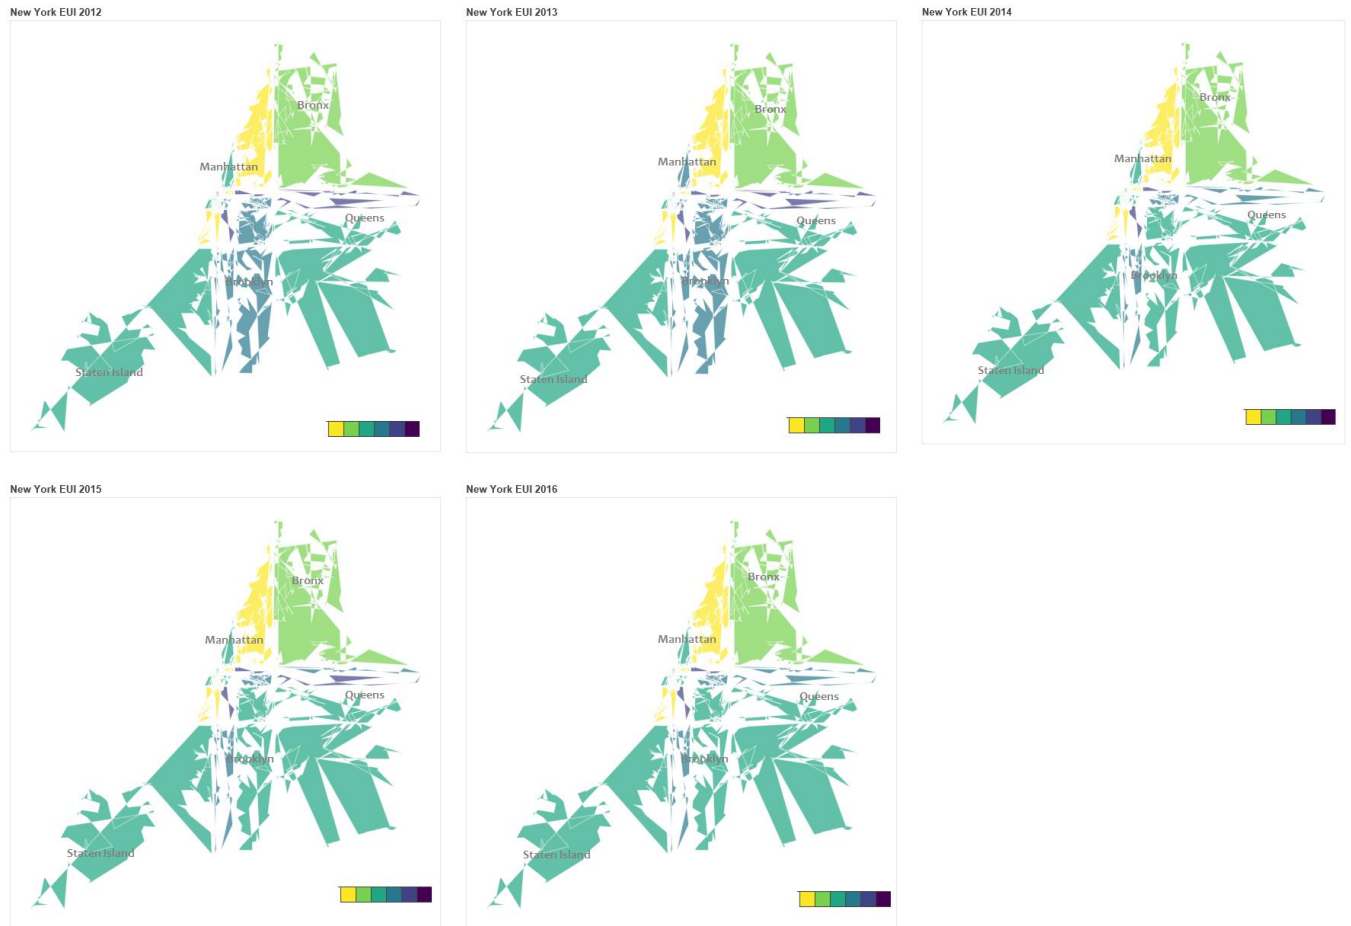 New York EUI 2012
Bronx
Manhattan
Queens
Brooklyn
Staten Island
New York EUI 2013
Bronx
Manhattan
Queens
Brooklyn
Staten Island
New York EUI 2014
Bronx
Manhattan
Queens
Brooklyn
Staten Island
New York EUI 2015
Bronx
Manhattan
Queens
Brooklyn
Staten Island
New York EUI 2016
Bronx
Manhattan
Queens
Brooklyn
Staten Island